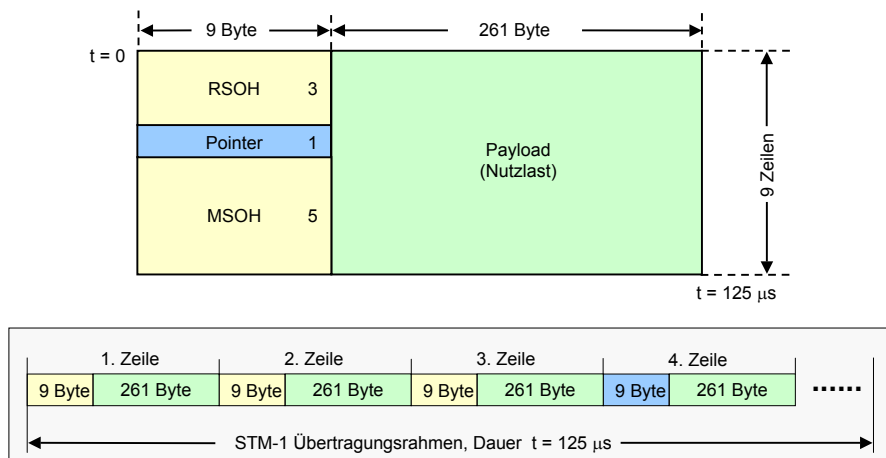 9 Byte 261 Byte
t = 0
RSOH 3
Pointer 1
MSOH 5
Payload
(Nutzlast)
9 Zeilen
t = 125 µs
1. Zeile 2. Zeile 3. Zeile 4. Zeile
9 Byte 261 Byte 9 Byte 261 Byte 9 Byte 261 Byte 9 Byte 261 Byte ......
STM-1 Übertragungsrahmen, Dauer t = 125 µs